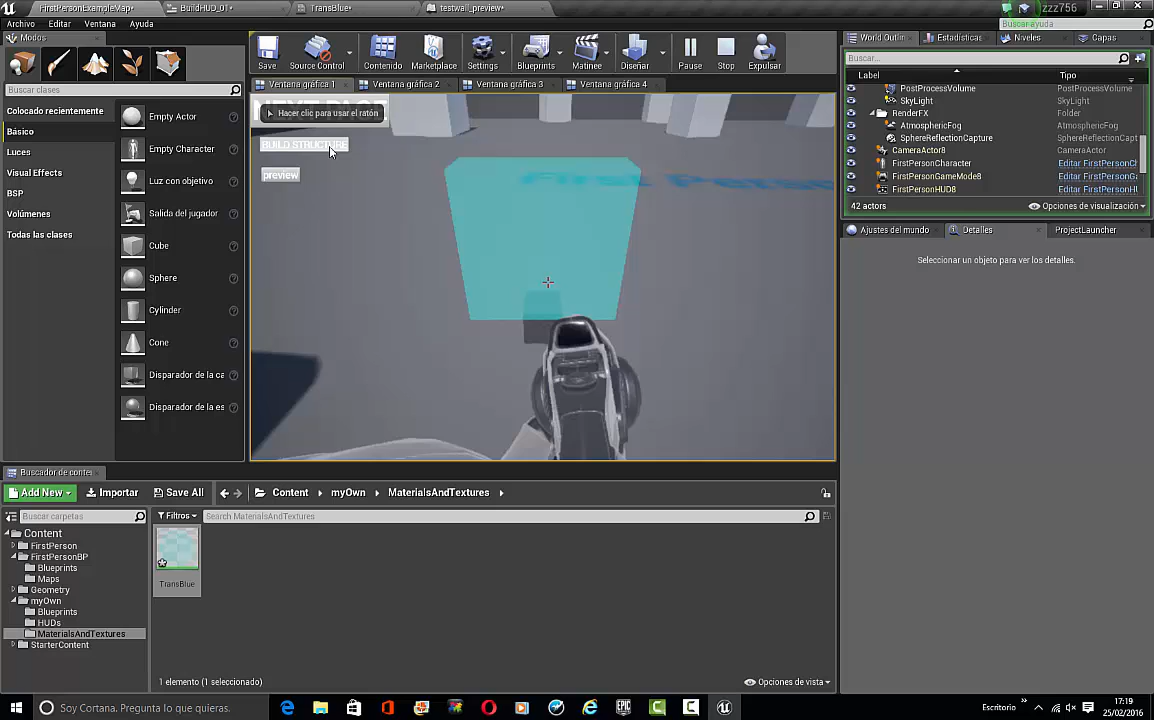 FirstPersonExampleMap*
BuildHUD_01*
TransBlue*
testwall_preview*
zzz756
Archivo Editar Ventana Ayuda
Buscar ayuda
Modos
Buscar clases
Colocado recientemente
Básico
Luces
Visual Effects
BSP
Volúmenes
Todas las clases
Empty Actor
Empty Character
Luz con objetivo
Salida del jugador
Cube
Sphere
Cylinder
Cone
Disparador de la ca
Disparador de la es
Save
Source Control
Contenido
Marketplace
Settings
Blueprints
Matinee
Diseñar
Pause
Stop
Expulsar
Ventana gráfica 1
Ventana gráfica 2
Ventana gráfica 3
Ventana gráfica 4
Hacer clic para usar el ratón
BUILD STRUCTURE
preview
World Outlin
Estadísticas
Niveles
Capas
Buscar...
Label Tipo
PostProcessVolume PostProcessVolume
SkyLight SkyLight
RenderFX Folder
AtmosphericFog AtmosphericFog
SphereReflectionCapture SphereReflectionCapt
CameraActor8 CameraActor
FirstPersonCharacter Editar FirstPersonCh
FirstPersonGameMode8 Editar FirstPersonGa
FirstPersonHUD8 Editar FirstPersonHU
42 actors
Opciones de visualización
Ajustes del mundo
Detalles
ProjectLauncher
Seleccionar un objeto para ver los detalles.
Buscador de conte
Add New
Importar
Save All
Content
myOwn
MaterialsAndTextures
Buscar carpetas
Filtros
Search MaterialsAndTextures
Content
FirstPerson
FirstPersonBP
Blueprints
Maps
Geometry
myOwn
Blueprints
HUDs
MaterialsAndTextures
StarterContent
TransBlue
1 elemento (1 seleccionado)
Opciones de vista
Soy Cortana. Pregunta lo que quieras.
EPIC
Escritorio
17:19
25/02/2016